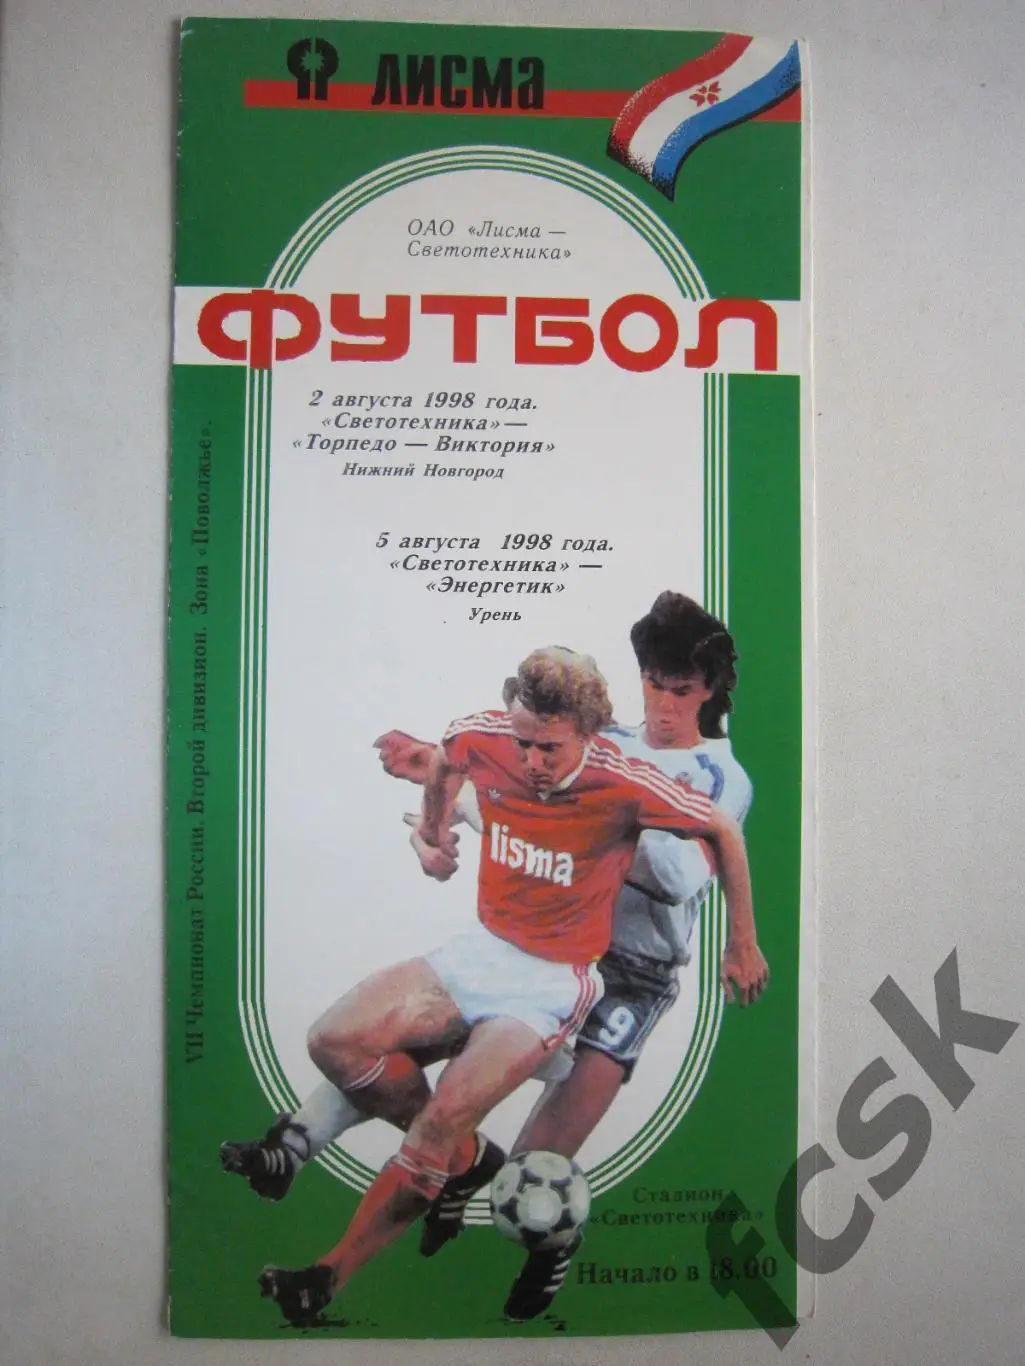 ЛИСМА
ОАО «Лисма —
Светотехника»
ФУТБОЛ
2 августа 1998 года.
«Светотехника» —
«Торпедо — Виктория»
Нижний Новгород
5 августа 1998 года.
«Светотехника» —
«Энергетик»
Урень
VII Чемпионат России. Второй дивизион. Зона «Поволжье».
lisma
9
Стадион
«Светотехника»
Начало в 18.00
fcsk